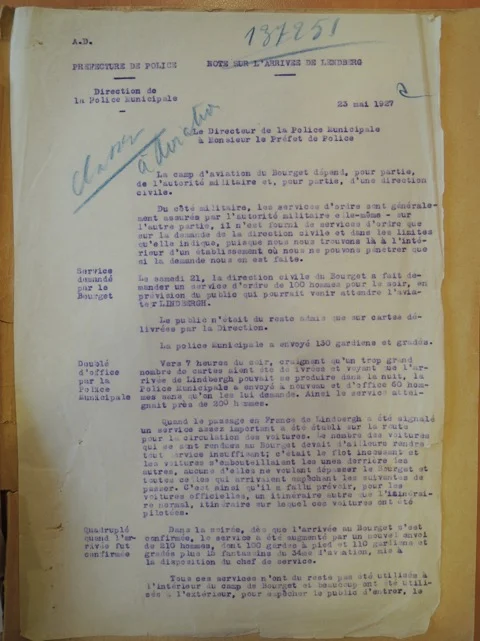 137251
A.D.
PREFECTURE DE POLICE
NOTE SUR L'ARRIVEE DE LINDBERG
Direction de
la Police Municipale
23 mai 1927
Classer
à aviation
Le Directeur de la Police Municipale
à Monsieur le Préfet de Police
La camp d'aviation du Bourget dépend, pour partie,
de l'autorité militaire et, pour partie, d'une direction
civile.
Du côté militaire, les services d'ordre sont générale-
ment assurés par l'autorité militaire elle-même - sur
l'autre partie, il n'est fourni de services d'ordre que
sur la demande de la direction civile et dans les limites
qu'elle indique, puisque nous nous trouvons là à l'inté-
rieur d'un établissement où nous ne pouvons pénétrer que
si la demande nous en est faite.
Service
demandé
par le
Bourget
Le samedi 21, la direction civile du Bourget a fait de-
mander un service d'ordre de 100 hommes pour le soir, en
prévision du public qui pourrait venir attendre l'avia-
teur LINDBERGH.
Le public n'était du reste admis que sur cartes dé-
livrées par la Direction.
La police Municipale a envoyé 130 gardiens et gradés.
Doublé
d'office
par la
Police
Municipale
Vers 7 heures du soir, craignant qu'un trop grand
nombre de cartes aient été délivrées et voyant que l'ar-
rivée de Lindbergh pouvait se produire dans la nuit, la
Police Municipale a envoyé à nouveau et d'office 60 hom-
mes sans qu'on les lui demande. Ainsi le service attei-
gnait près de 200 hommes.
Quand le passage en France de Lindbergh a été signalé
un service assez important a été établi sur la route
pour la circulation des voitures. Le nombre des voitures
qui se sont rendues au Bourget devait d'ailleurs rendre
tout service insuffisant; c'était le flot incessant et
les voitures s'embouteillaient les unes derrière les
autres, aucune d'elles ne voulant dépasser le Bourget et
toutes celles qui arrivaient empêchant les suivantes de
passer. C'est ainsi qu'il a fallu prévoir, pour les
voitures officielles, un itinéraire autre que l'itinérai-
re normal, itinéraire sur lequel ces voitures ont été
pilotées.
Quadruplé
quand l'ar-
rivée fut
confirmée
Dans la soirée, dès que l'arrivée au Bourget s'est
confirmée, le service a été augmenté par un nouvel envoi
de 210 hommes, dont 100 gardes à pied et 110 gardiens et
gradés plus 12 fantassins du 34ème d'aviation, mis à
la disposition du chef de service.
Tous ces services n'ont du reste pas été utilisés à
l'intérieur du camp du Bourget et beaucoup ont été utili-
sés à l'extérieur, pour empêcher le public d'entrer, le